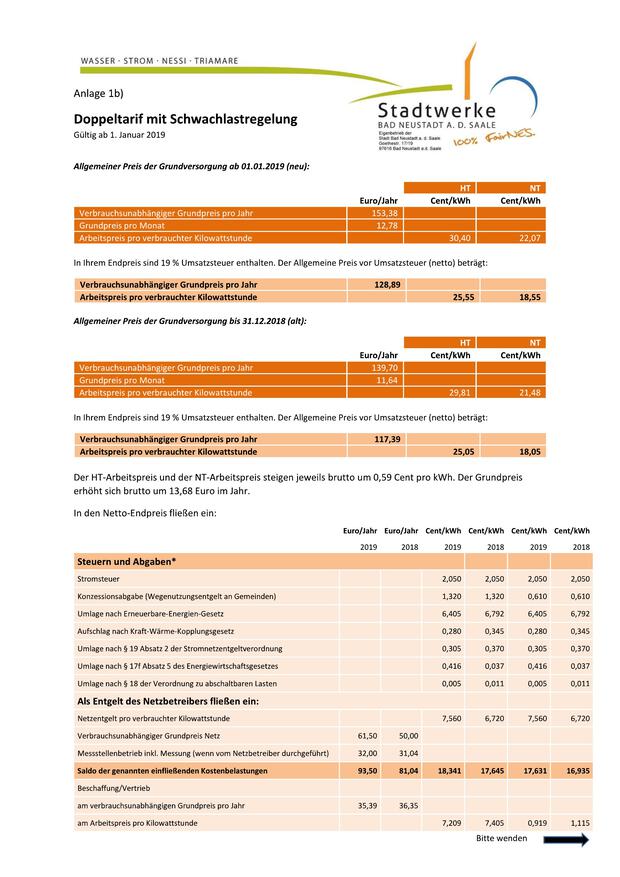 WASSER · STROM · NESSI · TRIAMARE
Anlage 1b)
Doppeltarif mit Schwachlastregelung
Gültig ab 1. Januar 2019
Stadtwerke
BAD NEUSTADT A. D. SAALE
Eigenbetrieb der
Stadt Bad Neustadt a.d. Saale
Goethestr. 17/19
97616 Bad Neustadt a.d. Saale
100% FairNES.
Allgemeiner Preis der Grundversorgung ab 01.01.2019 (neu):
HT NT
Euro/Jahr Cent/kWh Cent/kWh
Verbrauchsunabhängiger Grundpreis pro Jahr 153,38
Grundpreis pro Monat 12,78
Arbeitspreis pro verbrauchter Kilowattstunde 30,40 22,07
In Ihrem Endpreis sind 19 % Umsatzsteuer enthalten. Der Allgemeine Preis vor Umsatzsteuer (netto) beträgt:
Verbrauchsunabhängiger Grundpreis pro Jahr 128,89
Arbeitspreis pro verbrauchter Kilowattstunde 25,55 18,55
Allgemeiner Preis der Grundversorgung bis 31.12.2018 (alt):
HT NT
Euro/Jahr Cent/kWh Cent/kWh
Verbrauchsunabhängiger Grundpreis pro Jahr 139,70
Grundpreis pro Monat 11,64
Arbeitspreis pro verbrauchter Kilowattstunde 29,81 21,48
In Ihrem Endpreis sind 19 % Umsatzsteuer enthalten. Der Allgemeine Preis vor Umsatzsteuer (netto) beträgt:
Verbrauchsunabhängiger Grundpreis pro Jahr 117,39
Arbeitspreis pro verbrauchter Kilowattstunde 25,05 18,05
Der HT-Arbeitspreis und der NT-Arbeitspreis steigen jeweils brutto um 0,59 Cent pro kWh. Der Grundpreis
erhöht sich brutto um 13,68 Euro im Jahr.
In den Netto-Endpreis fließen ein:
Euro/Jahr Euro/Jahr Cent/kWh Cent/kWh Cent/kWh Cent/kWh
2019 2018 2019 2018 2019 2018
Steuern und Abgaben*
Stromsteuer 2,050 2,050 2,050 2,050
Konzessionsabgabe (Wegenutzungsentgelt an Gemeinden) 1,320 1,320 0,610 0,610
Umlage nach Erneuerbare-Energien-Gesetz 6,405 6,792 6,405 6,792
Aufschlag nach Kraft-Wärme-Kopplungsgesetz 0,280 0,345 0,280 0,345
Umlage nach § 19 Absatz 2 der Stromnetzentgeltverordnung 0,305 0,370 0,305 0,370
Umlage nach § 17f Absatz 5 des Energiewirtschaftsgesetzes 0,416 0,037 0,416 0,037
Umlage nach § 18 der Verordnung zu abschaltbaren Lasten 0,005 0,011 0,005 0,011
Als Entgelt des Netzbetreibers fließen ein:
Netzentgelt pro verbrauchter Kilowattstunde 7,560 6,720 7,560 6,720
Verbrauchsunabhängiger Grundpreis Netz 61,50 50,00
Messstellenbetrieb inkl. Messung (wenn vom Netzbetreiber durchgeführt) 32,00 31,04
Saldo der genannten einfließenden Kostenbelastungen 93,50 81,04 18,341 17,645 17,631 16,935
Beschaffung/Vertrieb
am verbrauchsunabhängigen Grundpreis pro Jahr 35,39 36,35
am Arbeitspreis pro Kilowattstunde 7,209 7,405 0,919 1,115
Bitte wenden